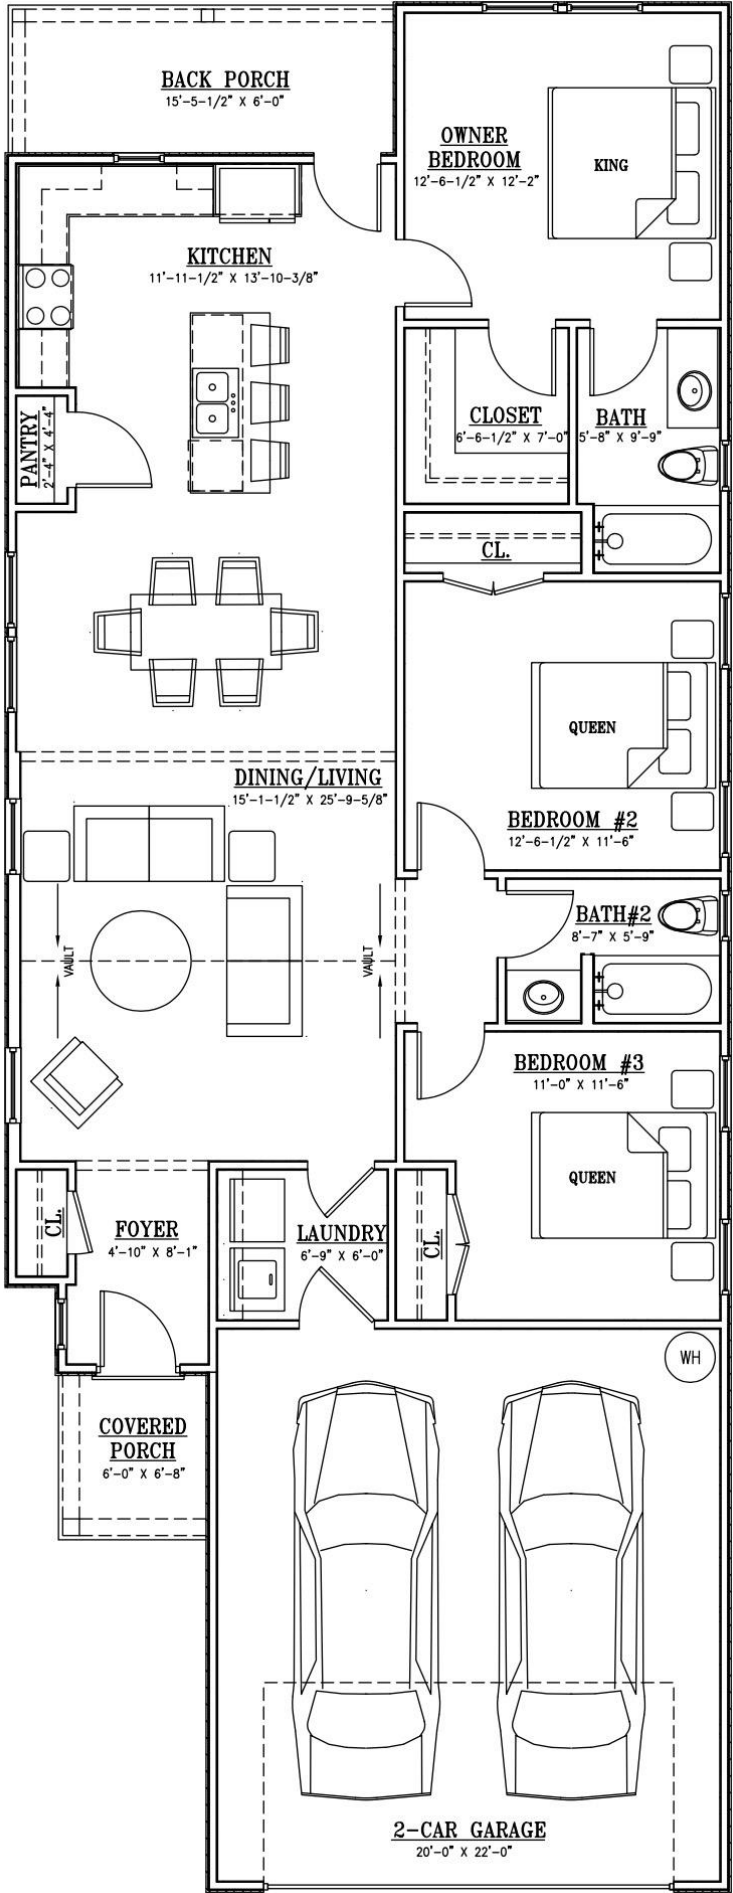 BACK PORCH
15'-5-1/2" X 6'-0"
OWNER
BEDROOM
12'-6-1/2" X 12'-2"
KING
KITCHEN
11'-11-1/2" X 13'-10-3/8"
PANTRY
2'-4" X 4'-4"
CLOSET
6'-6-1/2" X 7'-0"
BATH
5'-8" X 9'-9"
CL.
QUEEN
DINING/LIVING
15'-1-1/2" X 25'-9-5/8"
BEDROOM #2
12'-6-1/2" X 11'-6"
BATH#2
8'-7" X 5'-9"
VAULT
VAULT
BEDROOM #3
11'-0" X 11'-6"
QUEEN
CL.
FOYER
4'-10" X 8'-1"
LAUNDRY
6'-9" X 6'-0"
CL.
WH
COVERED
PORCH
6'-0" X 6'-8"
2-CAR GARAGE
20'-0" X 22'-0"